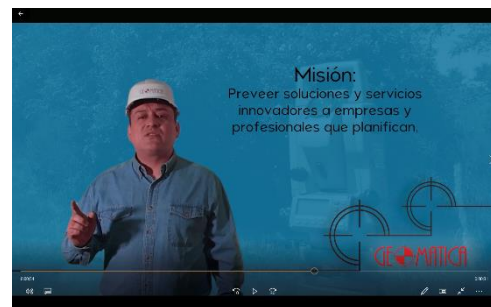 Misión:
Preveer soluciones y servicios
innovadores a empresas y
profesionales que planifican.
GEOMATICA